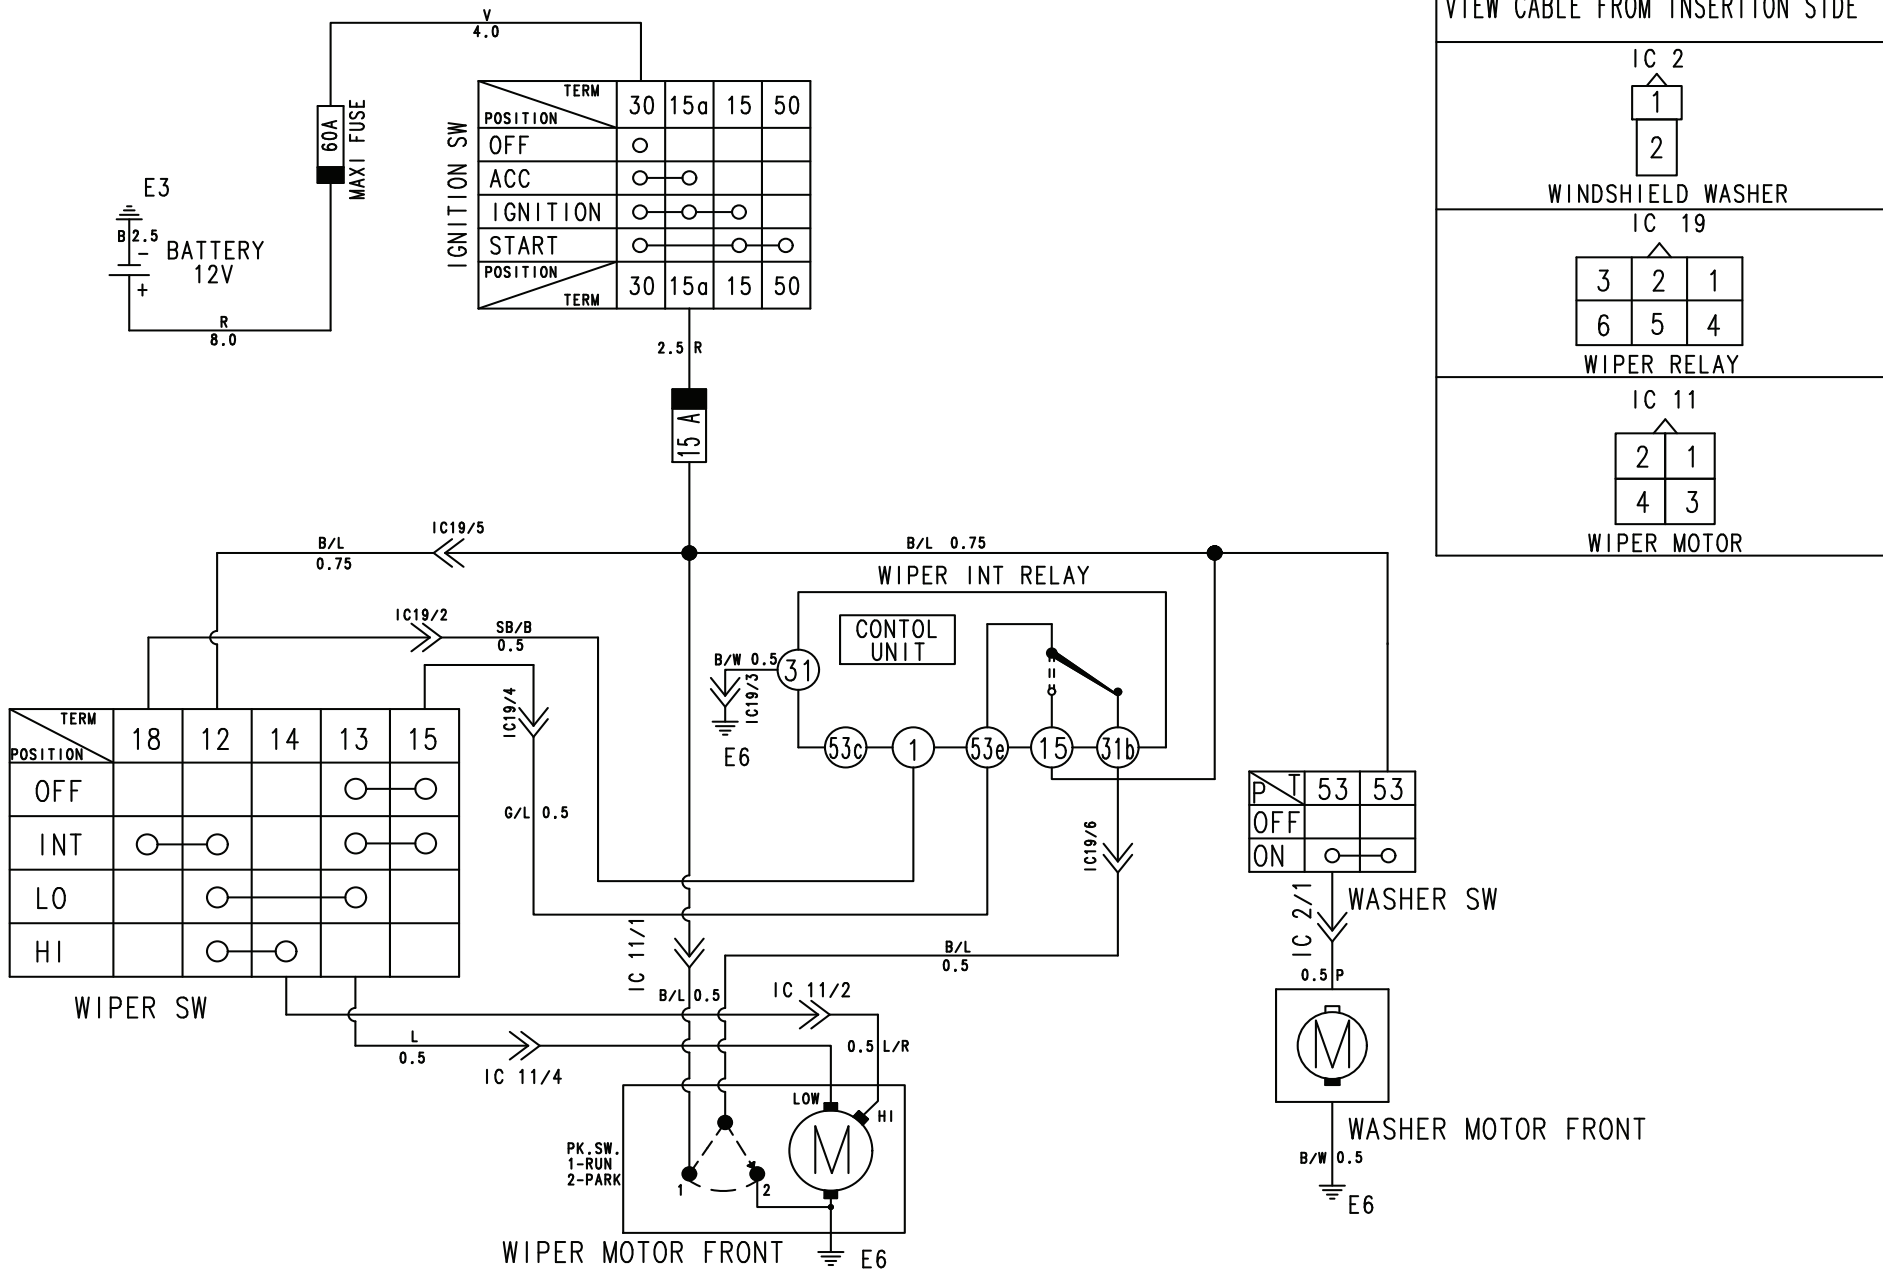 V
4.0
60A
MAXI FUSE
IGNITION SW
TERM 30 15a 15 50
POSITION
OFF
ACC
IGNITION
START
POSITION 30 15a 15 50
TERM
E3
B 2.5
-
BATTERY
12V
+
R
8.0
2.5 R
15 A
VIEW CABLE FROM INSERTION SIDE
IC 2
1
2
WINDSHIELD WASHER
IC 19
3 2 1
6 5 4
WIPER RELAY
IC 11
2 1
4 3
WIPER MOTOR
IC19/5
B/L
0.75
B/L 0.75
WIPER INT RELAY
CONTOL
UNIT
IC19/2
SB/B
0.5
B/W 0.5
31
IC19/3
E6
IC19/4
G/L 0.5
53c 1 53e 15 31b
IC19/6
TERM 18 12 14 13 15
POSITION
OFF
INT
LO
HI
WIPER SW
P T 53 53
OFF
ON
WASHER SW
IC 2/1
0.5 P
M
WASHER MOTOR FRONT
B/W 0.5
E6
IC 11/1
B/L 0.5
B/L
0.5
IC 11/2
0.5 L/R
L
0.5
IC 11/4
LOW
HI
M
PK.SW.
1-RUN
2-PARK
1
2
WIPER MOTOR FRONT
E6